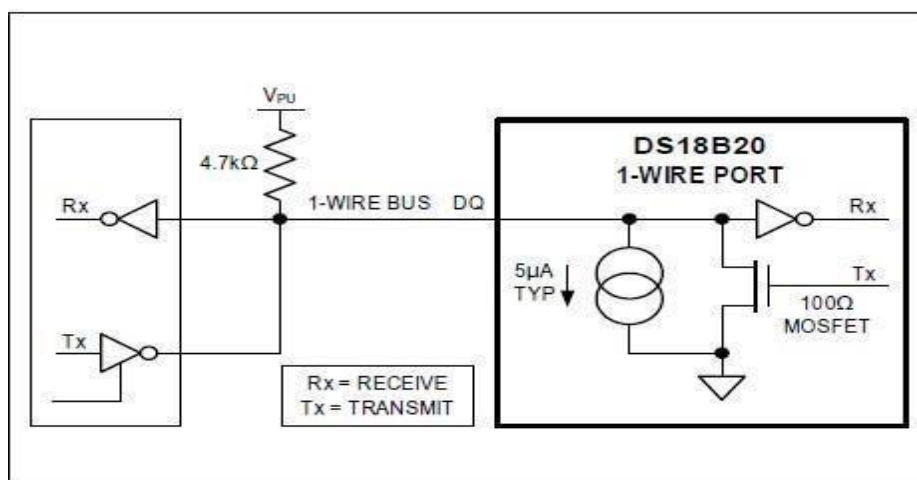 V_PU
4.7kΩ
Rx
1-WIRE BUS DQ
Tx
Rx = RECEIVE
Tx = TRANSMIT
DS18B20
1-WIRE PORT
Rx
5µA
TYP
Tx
100Ω
MOSFET